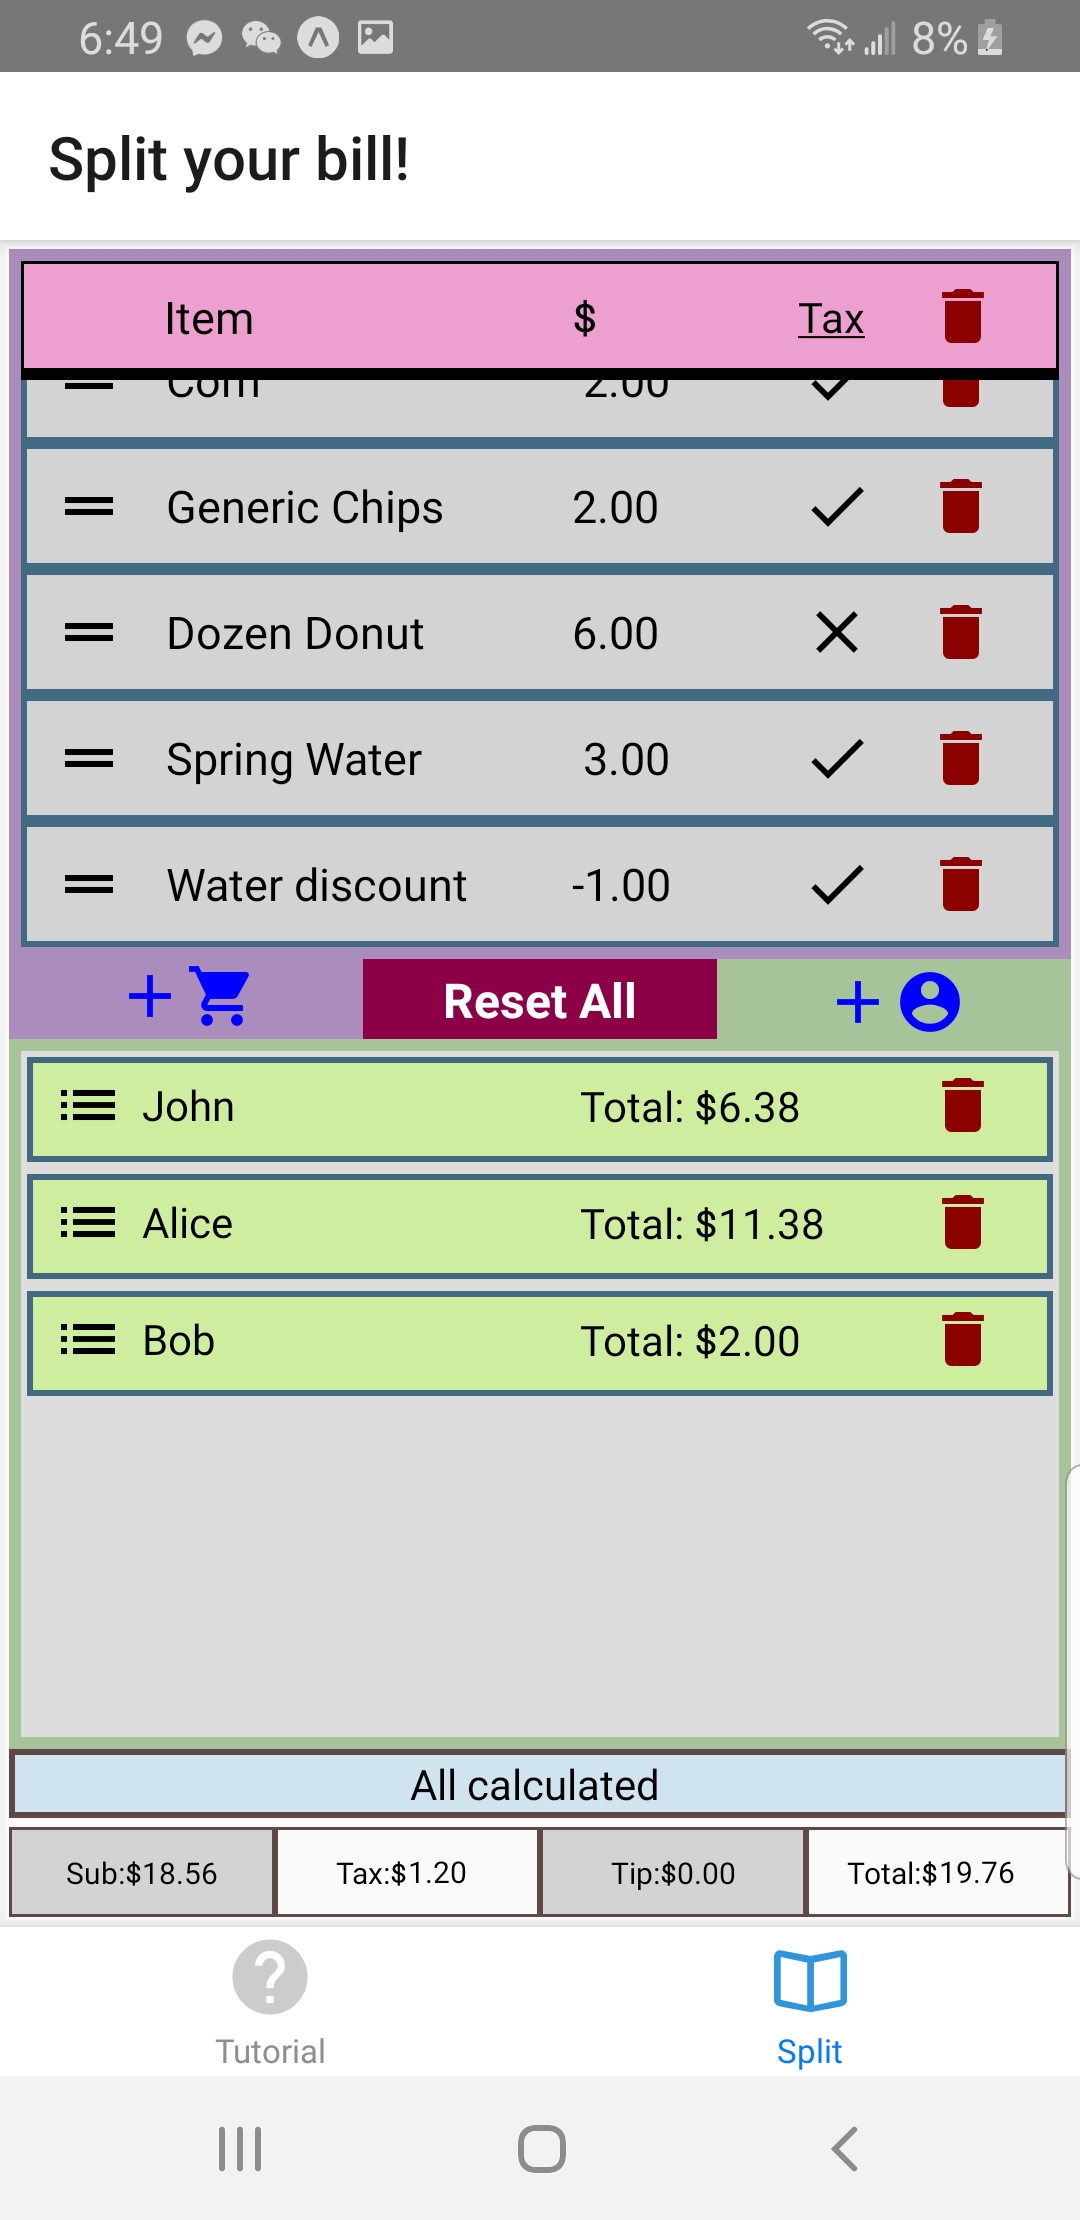 6:49 8%
Split your bill!
Item $ Tax
2.00
Generic Chips 2.00
Dozen Donut 6.00
Spring Water 3.00
Water discount -1.00
+ Reset All +
John Total: $6.38
Alice Total: $11.38
Bob Total: $2.00
All calculated
Sub:$18.56 Tax:$1.20 Tip:$0.00 Total:$19.76
Tutorial Split